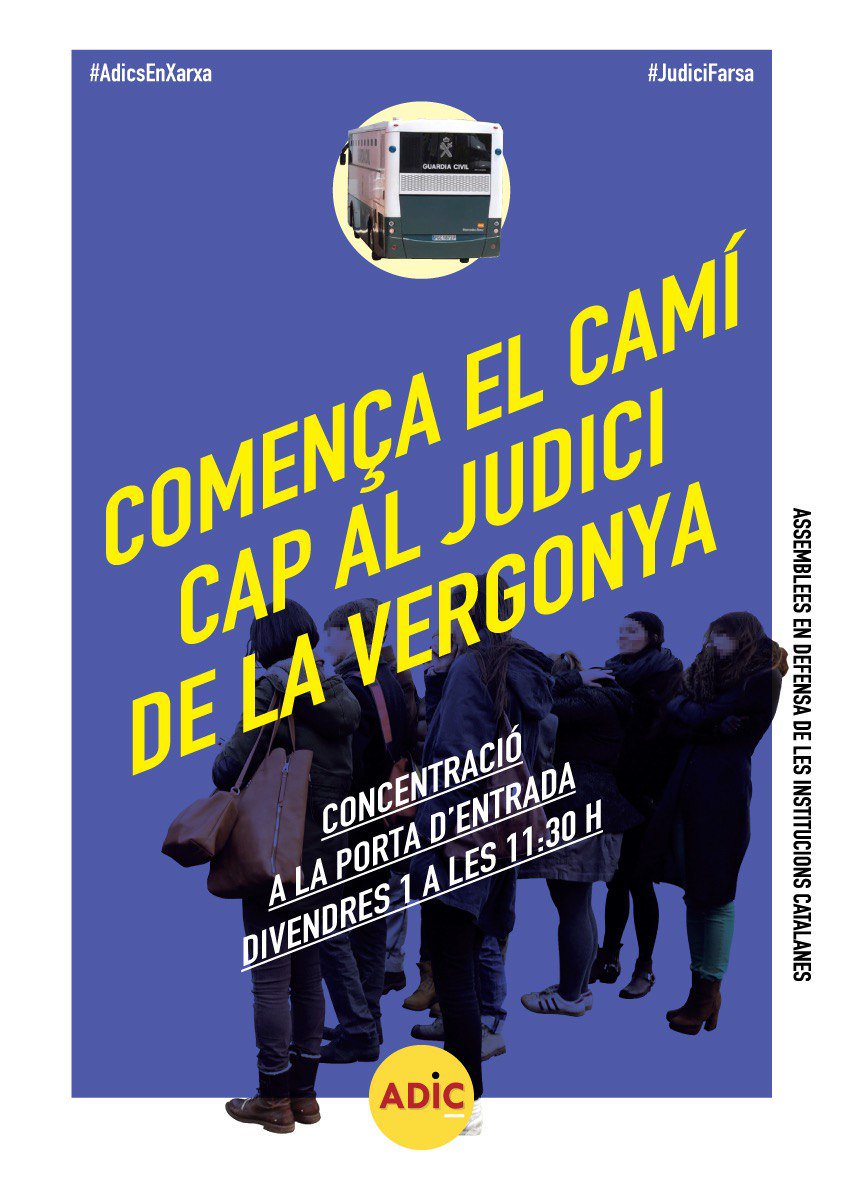 #AdicsEnXarxa
#JudiciFarsa
GUARDIA CIVIL
COMENÇA EL CAMÍ
CAP AL JUDICI
DE LA VERGONYA
CONCENTRACIÓ
A LA PORTA D'ENTRADA
DIVENDRES 1 A LES 11:30 H
ASSEMBLEES EN DEFENSA DE LES INSTITUCIONS CATALANES
ADIC